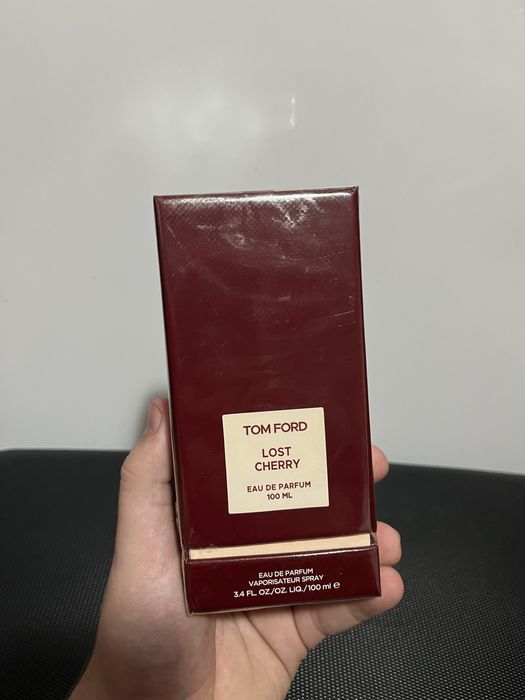 TOM FORD
LOST
CHERRY
EAU DE PARFUM
100 ML
EAU DE PARFUM
VAPORISATEUR SPRAY
3.4 FL. OZ./OZ. LIQ./100 ml ℮